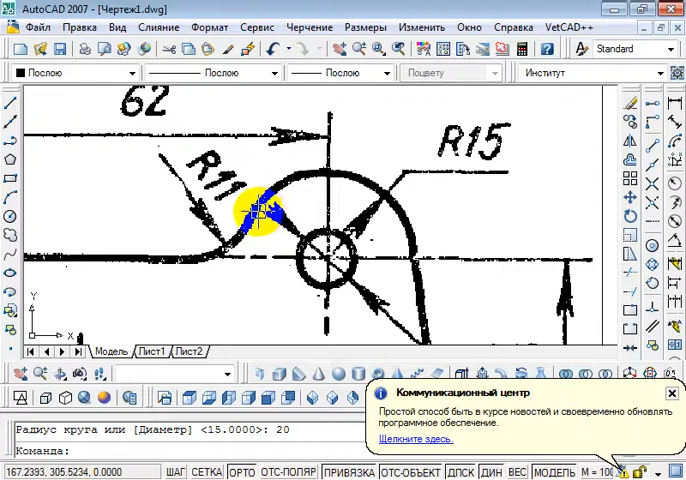 AutoCAD 2007 - [Чертеж1.dwg]
Файл Правка Вид Слияние Формат Сервис Черчение Размеры Изменить Окно Справка VetCAD++
Standard
Послою Послою Послою Поцвету Институт
62
R15
R11
Y
X
Модель Лист1 Лист2
Коммуникационный центр
Простой способ быть в курсе новостей и своевременно обновлять
программное обеспечение.
Щелкните здесь.
Радиус круга или [Диаметр] <15.0000>: 20
Команда:
167.2393, 305.5234, 0.0000 ШАГ СЕТКА ОРТО ОТС-ПОЛЯР ПРИВЯЗКА ОТС-ОБЪЕКТ ДПСК ДИН ВЕС МОДЕЛЬ М = 100